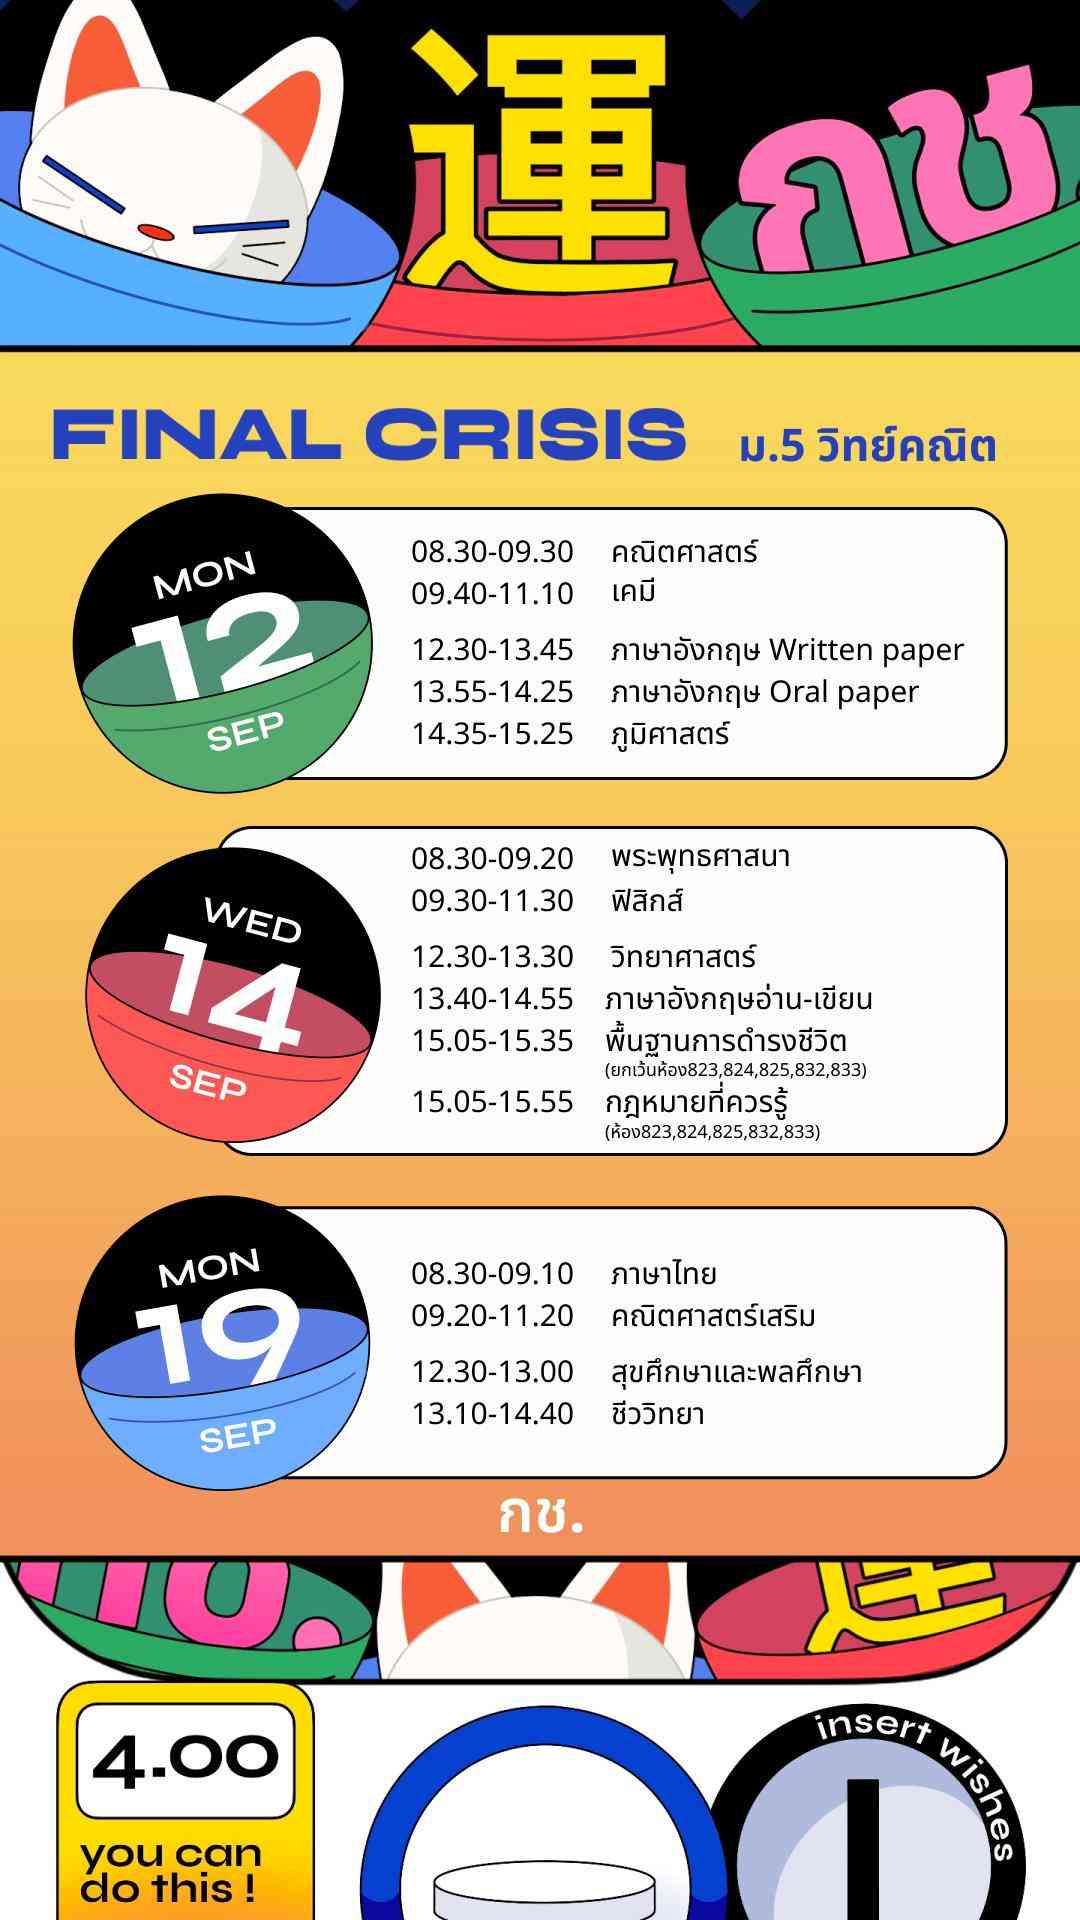 運
กช
FINAL CRISIS ม.5 วิทย์คณิต
MON
12
SEP
08.30-09.30 คณิตศาสตร์
09.40-11.10 เคมี
12.30-13.45 ภาษาอังกฤษ Written paper
13.55-14.25 ภาษาอังกฤษ Oral paper
14.35-15.25 ภูมิศาสตร์
WED
14
SEP
08.30-09.20 พระพุทธศาสนา
09.30-11.30 ฟิสิกส์
12.30-13.30 วิทยาศาสตร์
13.40-14.55 ภาษาอังกฤษอ่าน-เขียน
15.05-15.35 พื้นฐานการดำรงชีวิต
(ยกเว้นห้อง823,824,825,832,833)
15.05-15.55 กฎหมายที่ควรรู้
(ห้อง823,824,825,832,833)
MON
19
SEP
08.30-09.10 ภาษาไทย
09.20-11.20 คณิตศาสตร์เสริม
12.30-13.00 สุขศึกษาและพลศึกษา
13.10-14.40 ชีววิทยา
กช.
กช.
運
4.00
you can
do this !
insert wishes